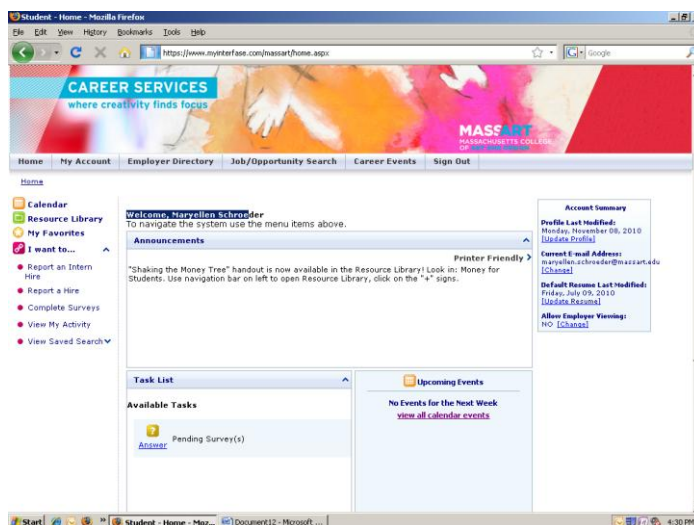 Student - Home - Mozilla Firefox
File Edit View History Bookmarks Tools Help
https://www.myinterfase.com/massart/home.aspx
Google
CAREER SERVICES
where creativity finds focus
MASSART
MASSACHUSETTS COLLEGE
OF ART AND DESIGN
Home My Account Employer Directory Job/Opportunity Search Career Events Sign Out
Home
Calendar
Resource Library
My Favorites
I want to...
Report an Intern
Hire
Report a Hire
Complete Surveys
View My Activity
View Saved Search
Welcome, Maryellen Schroeder
To navigate the system use the menu items above.
Announcements
Printer Friendly
"Shaking the Money Tree" handout is now available in the Resource Library! Look in: Money for
Students. Use navigation bar on left to open Resource Library, click on the "+" signs.
Task List
Available Tasks
Answer
Pending Survey(s)
Upcoming Events
No Events for the Next Week
view all calendar events
Account Summary
Profile Last Modified:
Monday, November 08, 2010
[Update Profile]
Current E-mail Address:
maryellen.schroeder@massart.edu
[Change]
Default Resume Last Modified:
Friday, July 09, 2010
[Update Resume]
Allow Employer Viewing:
NO [Change]
Start
Student - Home - Moz...
Document12 - Microsoft ...
4:30 PM